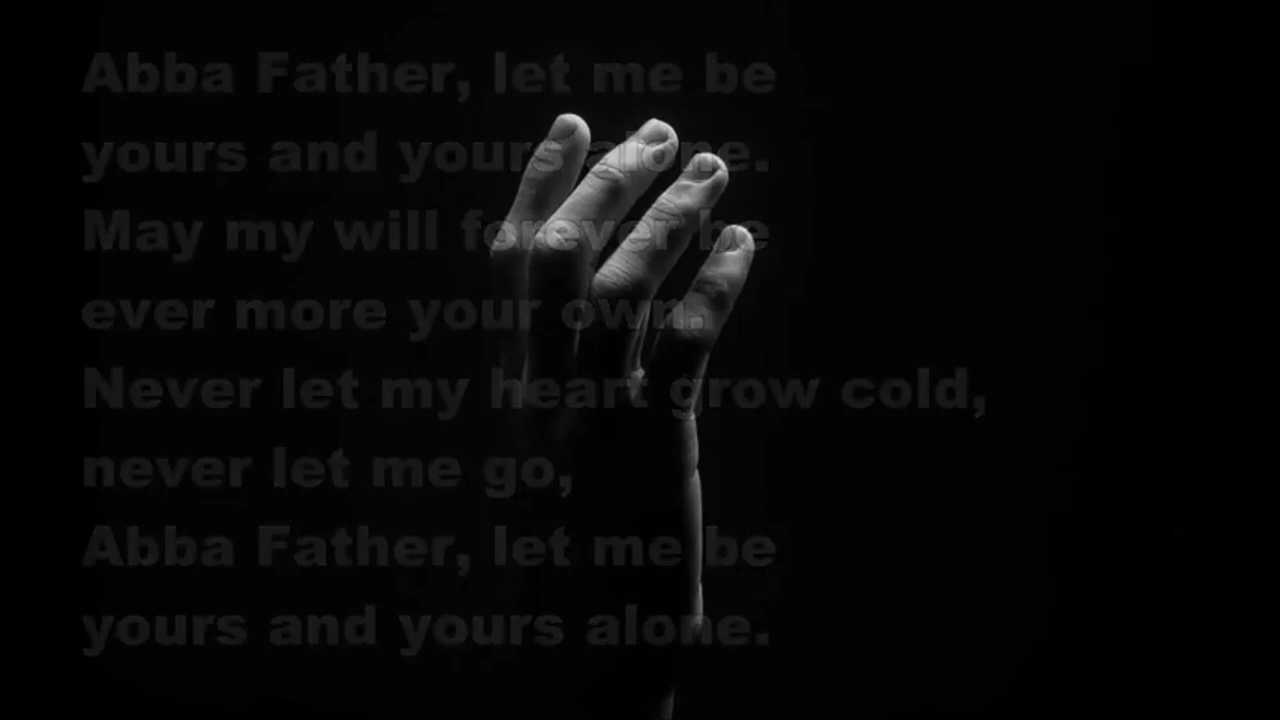 Abba Father, let me be
yours and yours alone.
May my will forever be
ever more your own.
Never let my heart grow cold,
never let me go,
Abba Father, let me be
yours and yours alone.